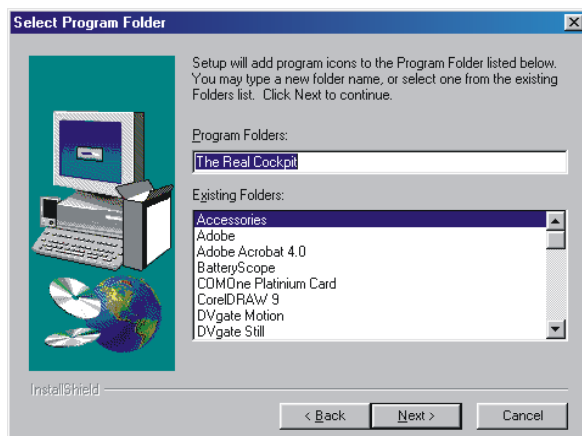 Select Program Folder
Setup will add program icons to the Program Folder listed below.
You may type a new folder name, or select one from the existing
Folders list. Click Next to continue.
Program Folders:
The Real Cockpit
Existing Folders:
Accessories
Adobe
Adobe Acrobat 4.0
BatteryScope
COMOne Platinium Card
CorelDRAW 9
DVgate Motion
DVgate Still
InstallShield
< Back
Next >
Cancel